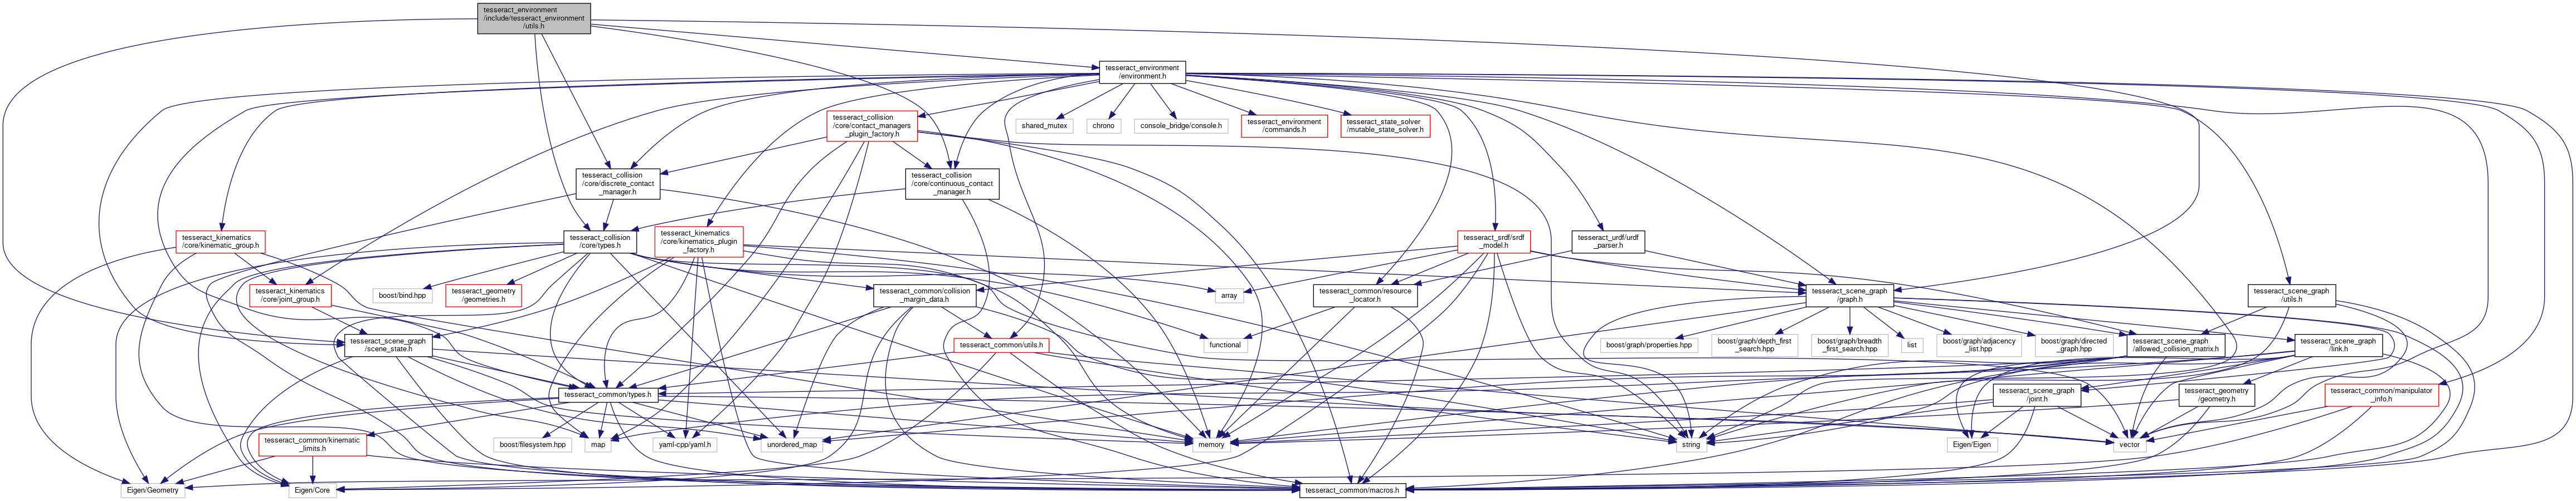 tesseract_environment
/include/tesseract_environment
/utils.h
tesseract_environment
/environment.h
tesseract_collision
/core/contact_managers
_plugin_factory.h
shared_mutex
chrono
console_bridge/console.h
tesseract_environment
/commands.h
tesseract_state_solver
/mutable_state_solver.h
tesseract_collision
/core/discrete_contact
_manager.h
tesseract_collision
/core/continuous_contact
_manager.h
tesseract_kinematics
/core/kinematic_group.h
tesseract_collision
/core/types.h
tesseract_kinematics
/core/kinematics_plugin
_factory.h
tesseract_srdf/srdf
_model.h
tesseract_urdf/urdf
_parser.h
tesseract_kinematics
/core/joint_group.h
boost/bind.hpp
tesseract_geometry
/geometries.h
tesseract_common/collision
_margin_data.h
array
tesseract_common/resource
_locator.h
tesseract_scene_graph
/graph.h
tesseract_scene_graph
/utils.h
tesseract_scene_graph
/scene_state.h
tesseract_common/utils.h
functional
boost/graph/properties.hpp
boost/graph/depth_first
_search.hpp
boost/graph/breadth
_first_search.hpp
list
boost/graph/adjacency
_list.hpp
boost/graph/directed
_graph.hpp
tesseract_scene_graph
/allowed_collision_matrix.h
tesseract_scene_graph
/link.h
tesseract_common/types.h
tesseract_scene_graph
/joint.h
tesseract_geometry
/geometry.h
tesseract_common/manipulator
_info.h
tesseract_common/kinematic
_limits.h
boost/filesystem.hpp
map
yaml-cpp/yaml.h
unordered_map
memory
string
Eigen/Eigen
vector
Eigen/Geometry
Eigen/Core
tesseract_common/macros.h